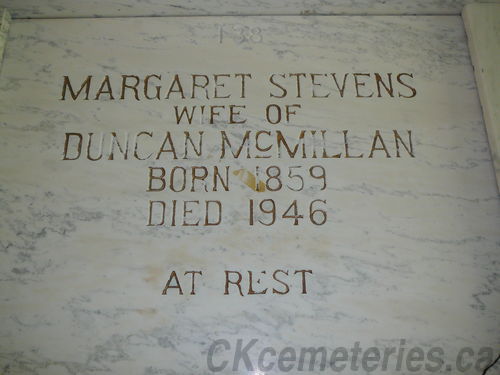 138
MARGARET STEVENS
WIFE OF
DUNCAN McMILLAN
BORN 1859
DIED 1946
AT REST
CKcemeteries.ca